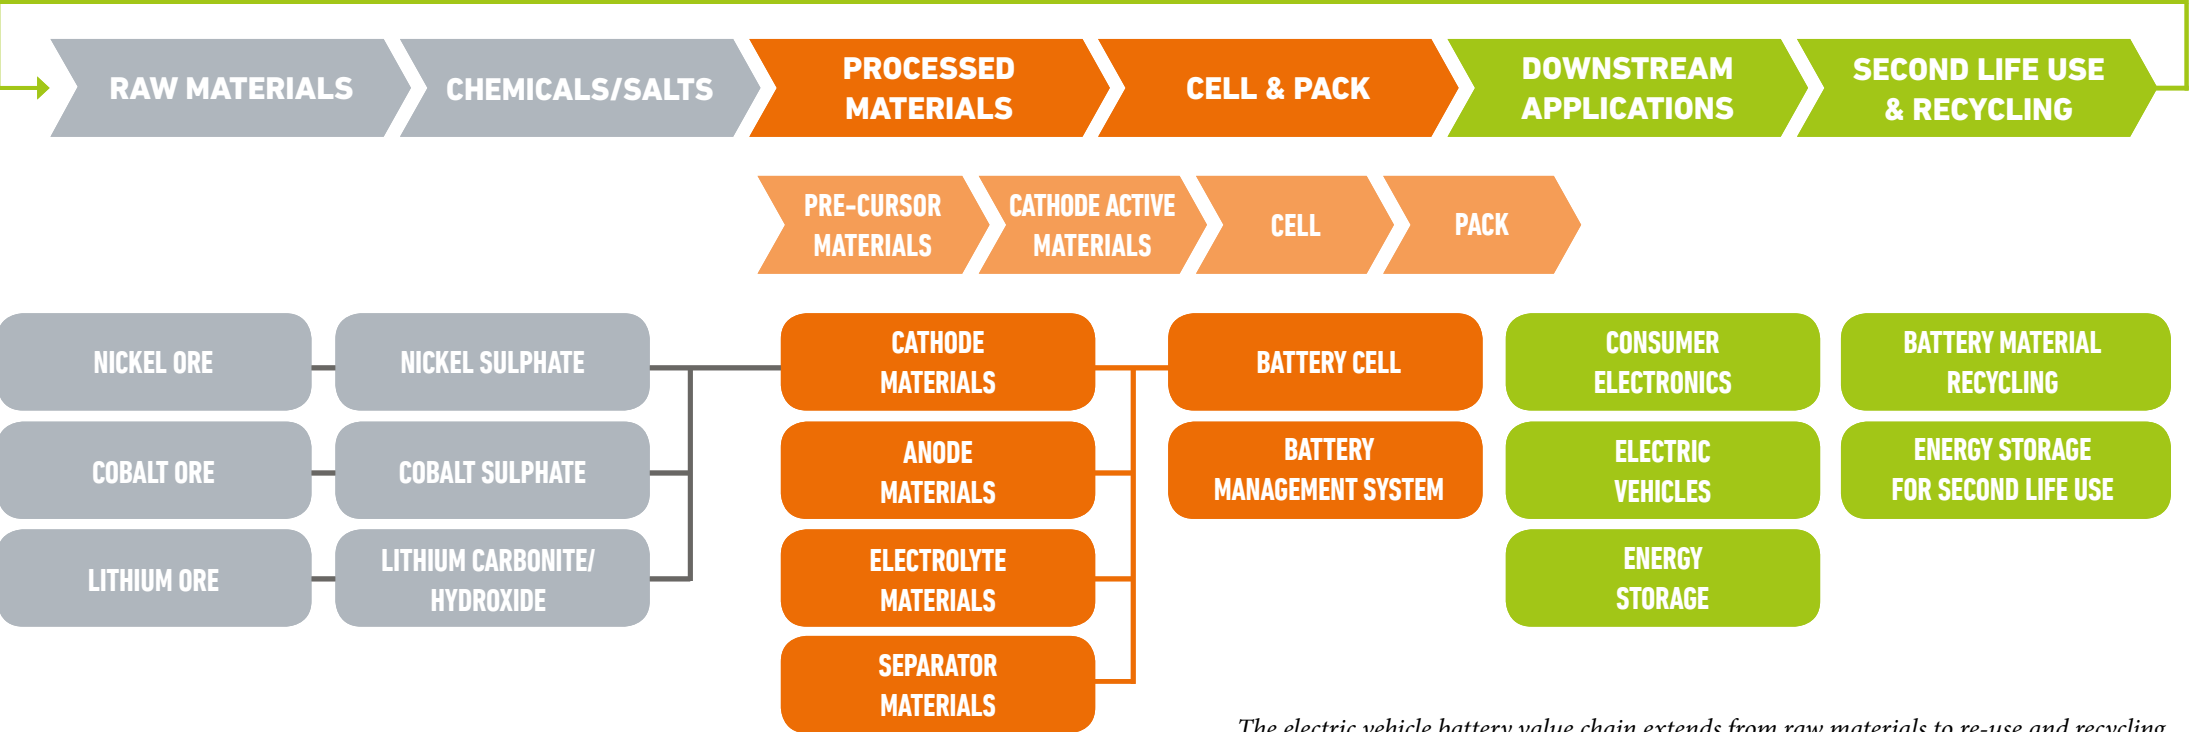 RAW MATERIALS
CHEMICALS/SALTS
PROCESSED
MATERIALS
CELL & PACK
DOWNSTREAM
APPLICATIONS
SECOND LIFE USE
& RECYCLING
PRE-CURSOR
MATERIALS
CATHODE ACTIVE
MATERIALS
CELL
PACK
NICKEL ORE
NICKEL SULPHATE
CATHODE
MATERIALS
BATTERY CELL
CONSUMER
ELECTRONICS
BATTERY MATERIAL
RECYCLING
COBALT ORE
COBALT SULPHATE
ANODE
MATERIALS
BATTERY
MANAGEMENT SYSTEM
ELECTRIC
VEHICLES
ENERGY STORAGE
FOR SECOND LIFE USE
LITHIUM ORE
LITHIUM CARBONITE/
HYDROXIDE
ELECTROLYTE
MATERIALS
ENERGY
STORAGE
SEPARATOR
MATERIALS
The electric vehicle battery value chain extends from raw materials to re-use and recycling